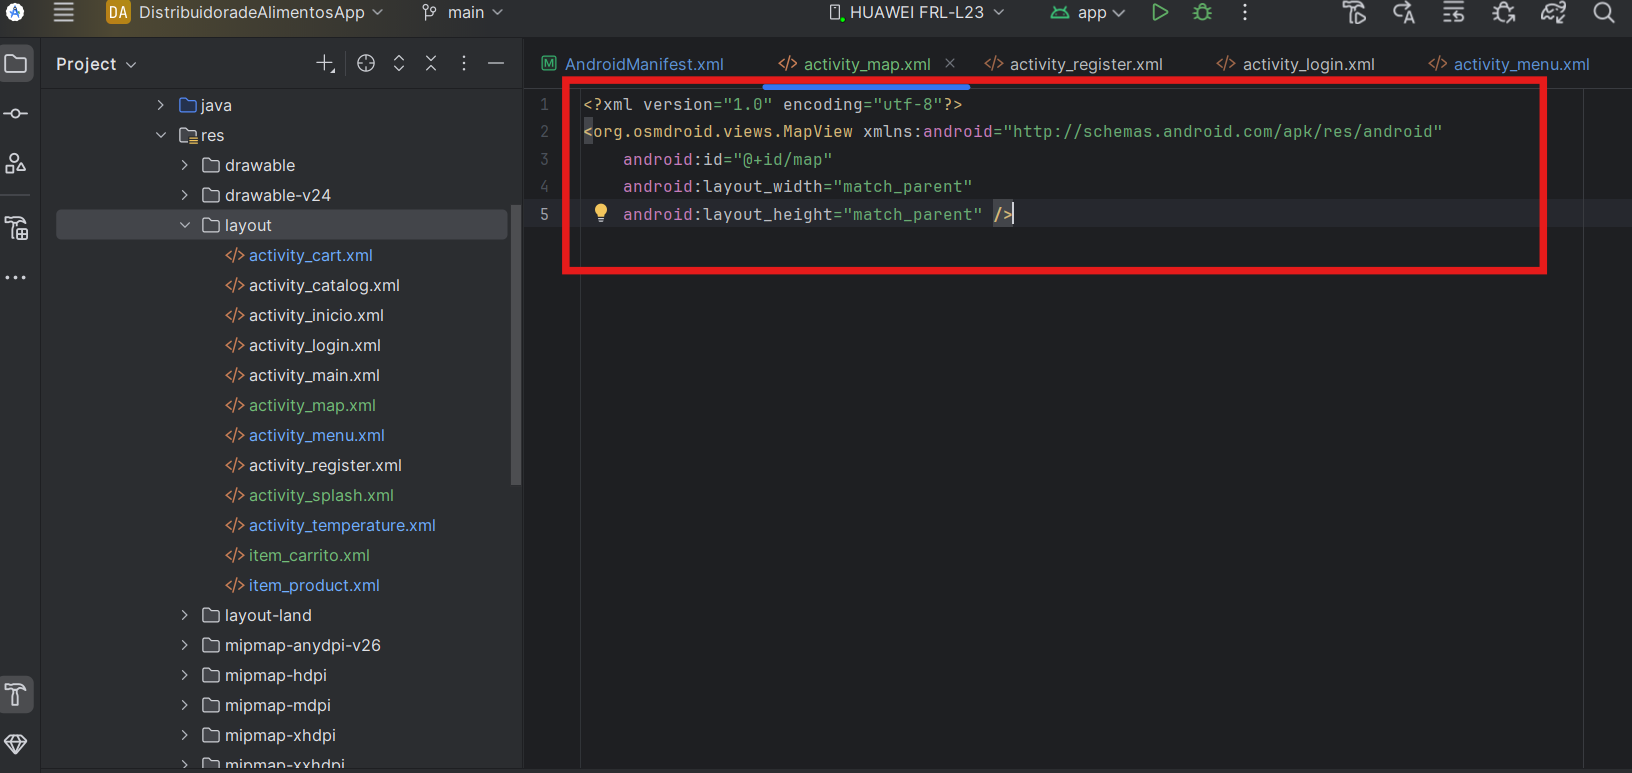 DA DistribuidoradeAlimentosApp main HUAWEI FRL-L23 app
Project
AndroidManifest.xml activity_map.xml activity_register.xml activity_login.xml activity_menu.xml
java
res
drawable
drawable-v24
layout
activity_cart.xml
activity_catalog.xml
activity_inicio.xml
activity_login.xml
activity_main.xml
activity_map.xml
activity_menu.xml
activity_register.xml
activity_splash.xml
activity_temperature.xml
item_carrito.xml
item_product.xml
layout-land
mipmap-anydpi-v26
mipmap-hdpi
mipmap-mdpi
mipmap-xhdpi
mipmap-xxhdpi
1 <?xml version="1.0" encoding="utf-8"?>
2 <org.osmdroid.views.MapView xmlns:android="http://schemas.android.com/apk/res/android"
3 android:id="@+id/map"
4 android:layout_width="match_parent"
5 android:layout_height="match_parent" />